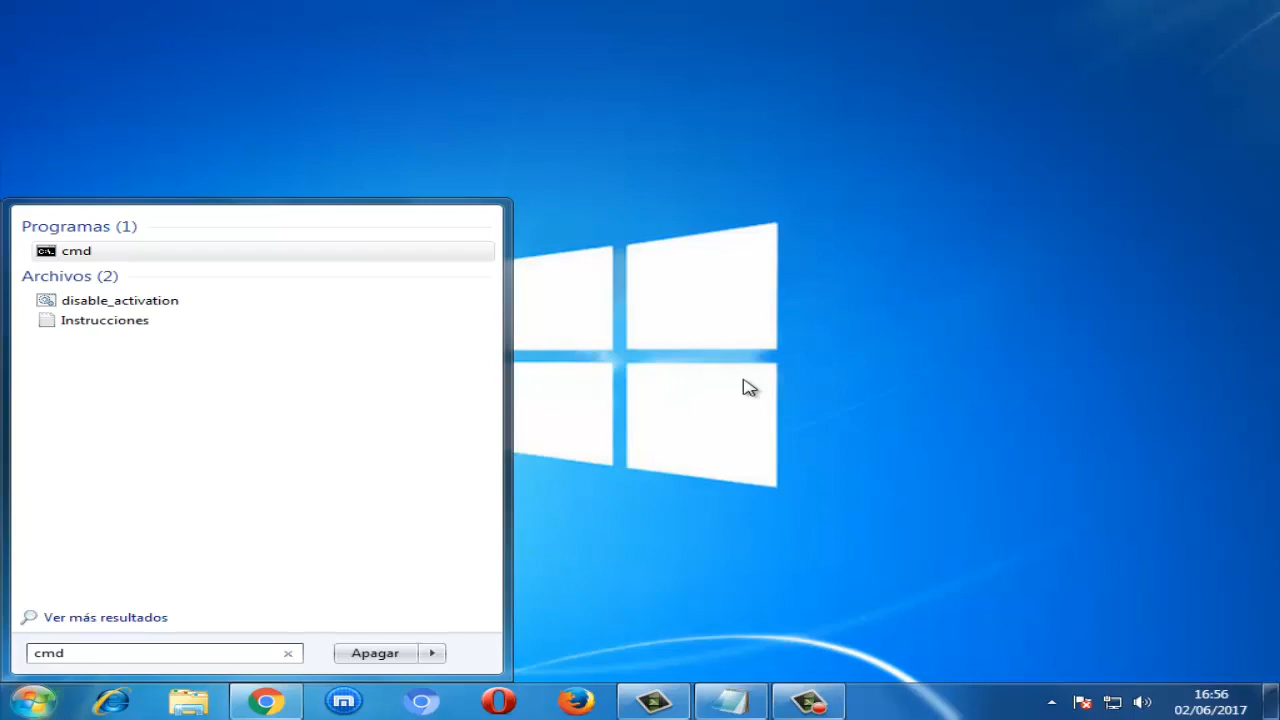 Programas (1)
cmd
Archivos (2)
disable_activation
Instrucciones
Ver más resultados
cmd
Apagar
16:56
02/06/2017